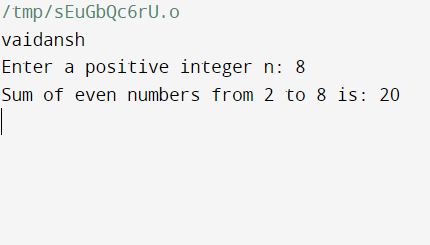 /tmp/sEuGbQc6rU.o
vaidansh
Enter a positive integer n: 8
Sum of even numbers from 2 to 8 is: 20